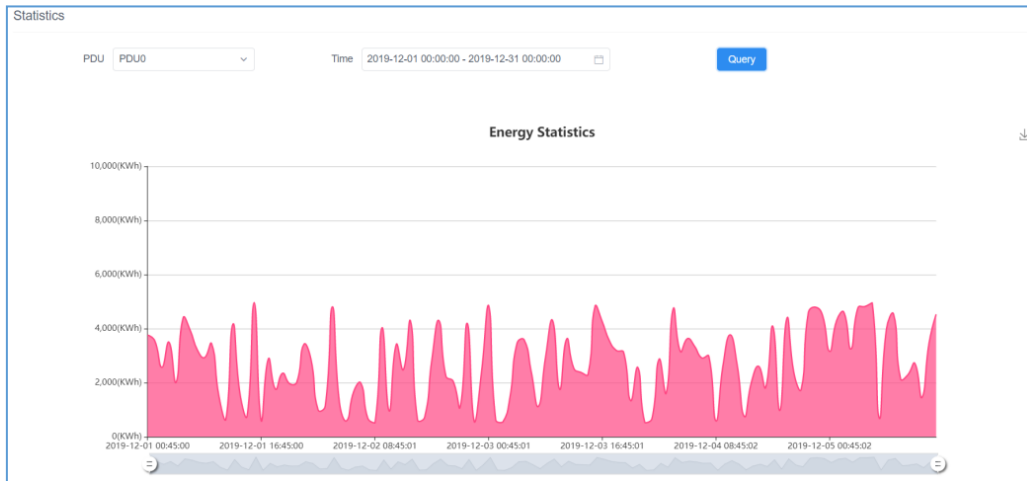 Statistics
PDU PDU0 Time 2019-12-01 00:00:00 - 2019-12-31 00:00:00 Query
Energy Statistics
10,000(KWh)
8,000(KWh)
6,000(KWh)
4,000(KWh)
2,000(KWh)
0(KWh)
2019-12-01 00:45:00 2019-12-01 16:45:00 2019-12-02 08:45:01 2019-12-03 00:45:01 2019-12-03 16:45:01 2019-12-04 08:45:02 2019-12-05 00:45:02